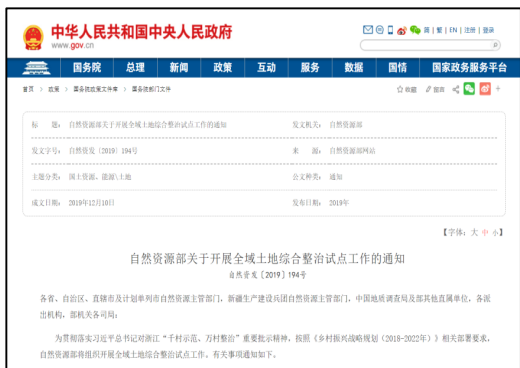 中华人民共和国中央人民政府
www.gov.cn
简 | 繁 | EN | 注册 | 登录
国务院 总理 新闻 政策 互动 服务 数据 国情 国家政务服务平台
首页 > 政策 > 国务院政策文件库 > 国务院部门文件
收藏 留言
标 题： 自然资源部关于开展全域土地综合整治试点工作的通知 发文机关： 自然资源部
发文字号： 自然资发〔2019〕194号 来 源： 自然资源部网站
主题分类： 国土资源、能源\土地 公文种类： 通知
成文日期： 2019年12月10日 发布日期： 2019年
【字体：大 中 小】
自然资源部关于开展全域土地综合整治试点工作的通知
自然资发〔2019〕194号
各省、自治区、直辖市及计划单列市自然资源主管部门，新疆生产建设兵团自然资源主管部门，中国地质调查局及部其他直属单位，各派
出机构，部机关各司局：
为贯彻落实习近平总书记对浙江“千村示范、万村整治”重要批示精神，按照《乡村振兴战略规划（2018-2022年）》相关部署要求，
自然资源部将组织开展全域土地综合整治试点工作。有关事项通知如下。